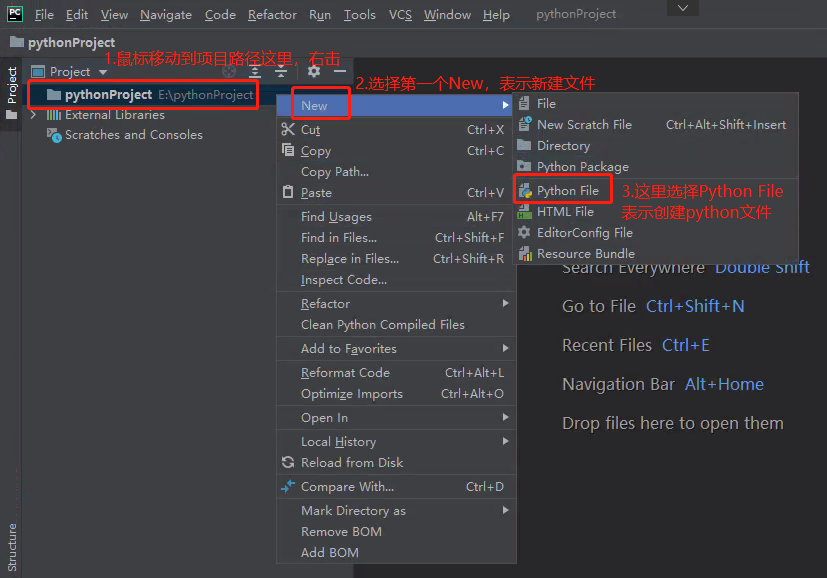 PC File Edit View Navigate Code Refactor Run Tools VCS Window Help pythonProject
pythonProject
1.鼠标移动到项目路径这里，右击
Project
Project
2.选择第一个New，表示新建文件
pythonProject E:\pythonProject
External Libraries
Scratches and Consoles
New
Cut Ctrl+X
Copy Ctrl+C
Copy Path...
Paste Ctrl+V
Find Usages Alt+F7
Find in Files... Ctrl+Shift+F
Replace in Files... Ctrl+Shift+R
Inspect Code...
Refactor
Clean Python Compiled Files
Add to Favorites
Reformat Code Ctrl+Alt+L
Optimize Imports Ctrl+Alt+O
Open In
Local History
Reload from Disk
Compare With... Ctrl+D
Mark Directory as
Remove BOM
Add BOM
File
New Scratch File Ctrl+Alt+Shift+Insert
Directory
Python Package
Python File
HTML File
EditorConfig File
Resource Bundle
3.这里选择Python File
表示创建python文件
Search Everywhere Double Shift
Go to File Ctrl+Shift+N
Recent Files Ctrl+E
Navigation Bar Alt+Home
Drop files here to open them
Structure